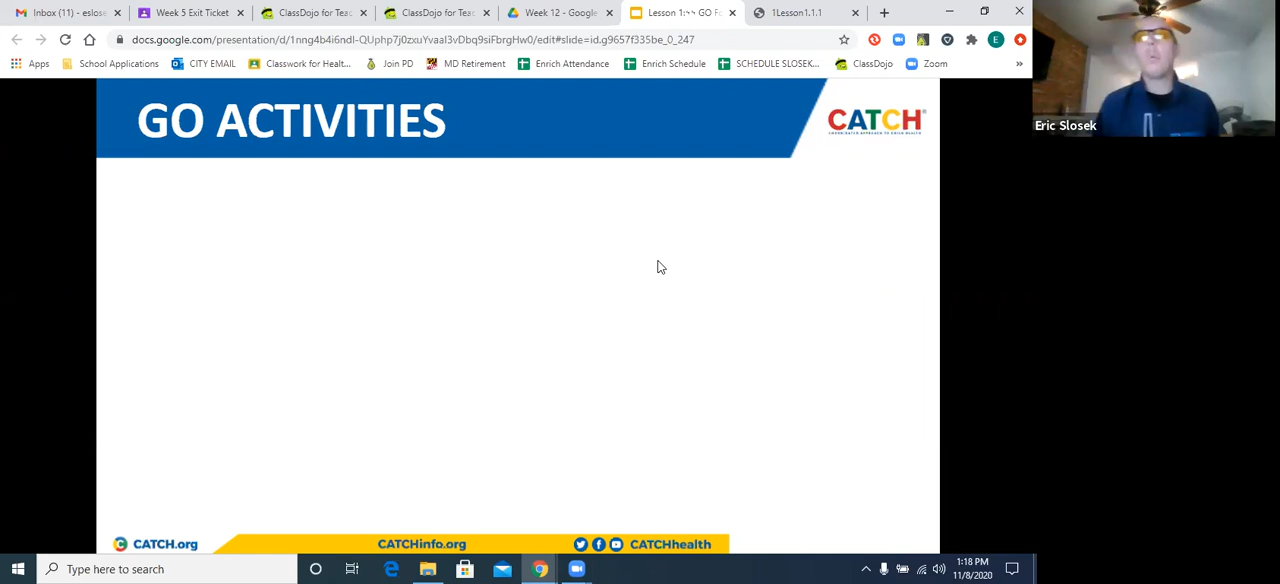 Inbox (11) - eslose
Week 5 Exit Ticket
ClassDojo for Teac
ClassDojo for Teac
Week 12 - Google
Lesson 1: GO F
1Lesson1.1.1
docs.google.com/presentation/d/1nng4b4i6ndl-QUphp7j0zxuYvaaI3vDbq9siFbrgHw0/edit#slide=id.g9657f335be_0_247
E
Apps
School Applications
CITY EMAIL
Classwork for Healt...
Join PD
MD Retirement
Enrich Attendance
Enrich Schedule
SCHEDULE SLOSEK...
ClassDojo
Zoom
»
Eric Slosek
GO ACTIVITIES
CATCH®
CATCH.org
CATCHinfo.org
CATCHhealth
Type here to search
1:18 PM
11/8/2020